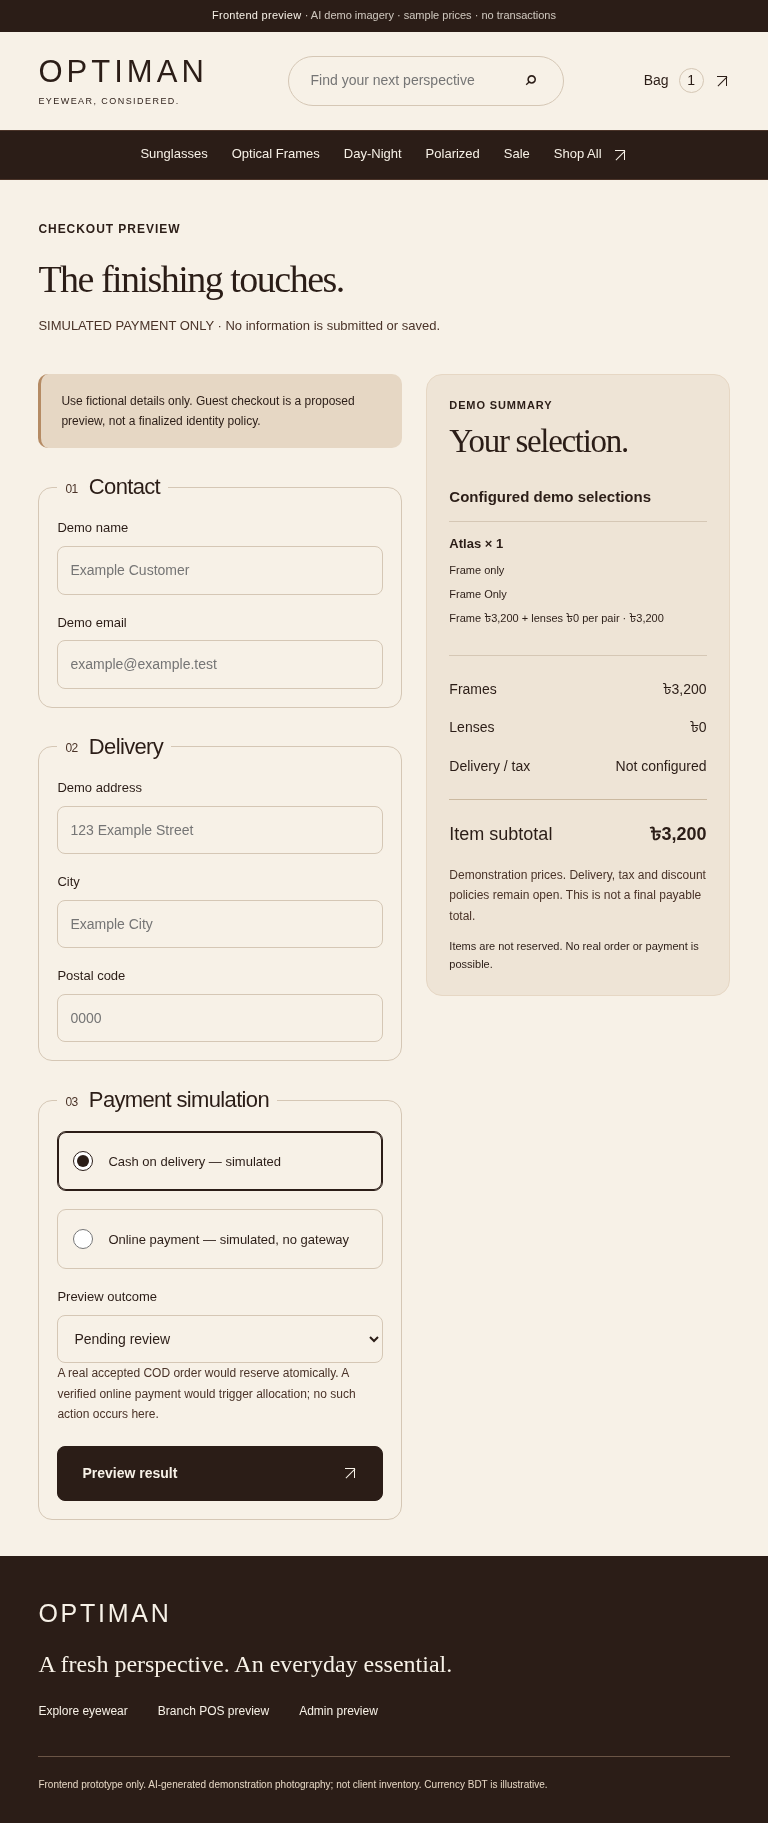 Frontend preview · AI demo imagery · sample prices · no transactions
OPTIMAN
EYEWEAR, CONSIDERED.
Find your next perspective
Bag 1
Sunglasses Optical Frames Day-Night Polarized Sale Shop All
CHECKOUT PREVIEW
The finishing touches.
SIMULATED PAYMENT ONLY · No information is submitted or saved.
Use fictional details only. Guest checkout is a proposed
preview, not a finalized identity policy.
01 Contact
Demo name
Example Customer
Demo email
example@example.test
02 Delivery
Demo address
123 Example Street
City
Example City
Postal code
0000
03 Payment simulation
Cash on delivery — simulated
Online payment — simulated, no gateway
Preview outcome
Pending review
A real accepted COD order would reserve atomically. A
verified online payment would trigger allocation; no such
action occurs here.
Preview result
DEMO SUMMARY
Your selection.
Configured demo selections
Atlas × 1
Frame only
Frame Only
Frame ৳3,200 + lenses ৳0 per pair · ৳3,200
Frames ৳3,200
Lenses ৳0
Delivery / tax Not configured
Item subtotal ৳3,200
Demonstration prices. Delivery, tax and discount
policies remain open. This is not a final payable
total.
Items are not reserved. No real order or payment is
possible.
OPTIMAN
A fresh perspective. An everyday essential.
Explore eyewear Branch POS preview Admin preview
Frontend prototype only. AI-generated demonstration photography; not client inventory. Currency BDT is illustrative.